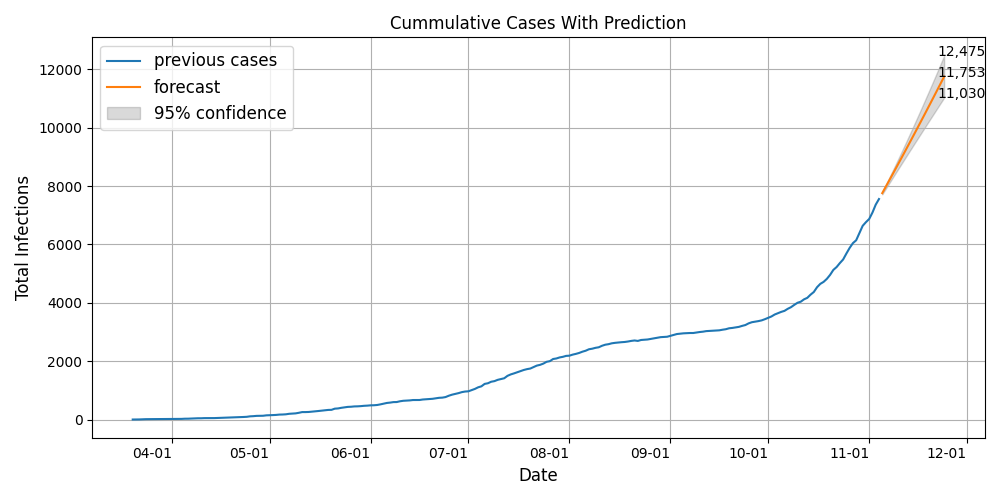 Cummulative Cases With Prediction
previous cases
forecast
95% confidence
12,475
11,753
11,030
12000
10000
8000
6000
4000
2000
0
Total Infections
04-01 05-01 06-01 07-01 08-01 09-01 10-01 11-01 12-01
Date